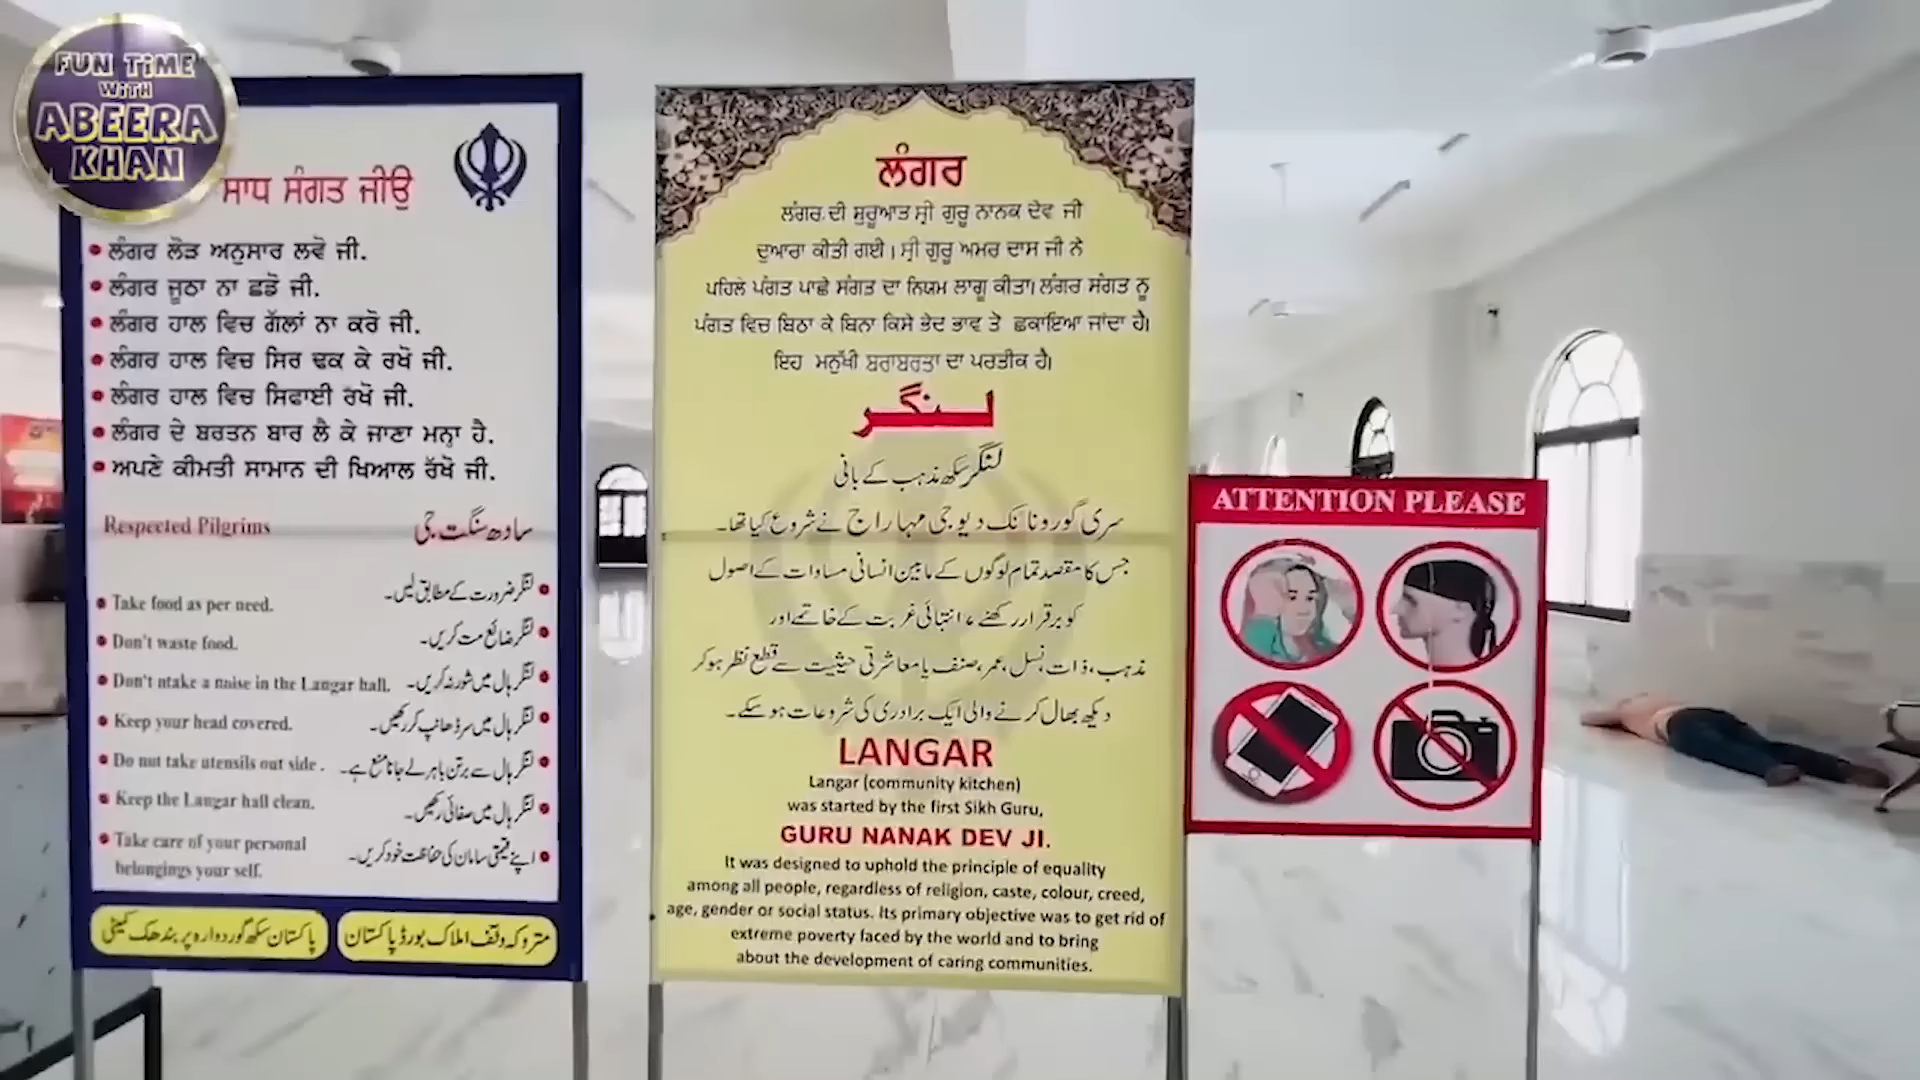 FUN TIME
WITH
ABEERA
KHAN
ਸਾਧ ਸੰਗਤ ਜੀਉ
ਲੰਗਰ ਲੋੜ ਅਨੁਸਾਰ ਲਵੋ ਜੀ.
ਲੰਗਰ ਜੂਠਾ ਨਾ ਛਡੋ ਜੀ.
ਲੰਗਰ ਹਾਲ ਵਿਚ ਗੱਲਾਂ ਨਾ ਕਰੋ ਜੀ.
ਲੰਗਰ ਹਾਲ ਵਿਚ ਸਿਰ ਢਕ ਕੇ ਰਖੋ ਜੀ.
ਲੰਗਰ ਹਾਲ ਵਿਚ ਸਿਫਾਈ ਰੱਖੋ ਜੀ.
ਲੰਗਰ ਦੇ ਬਰਤਨ ਬਾਰ ਲੈ ਕੇ ਜਾਣਾ ਮਨ੍ਹਾ ਹੈ.
ਅਪਣੇ ਕੀਮਤੀ ਸਾਮਾਨ ਦੀ ਖਿਆਲ ਰੱਖੋ ਜੀ.
Respected Pilgrims
Take food as per need.
Don't waste food.
Don't ntake a naise in the Langar hall.
Keep your head covered.
Do not take utensils out side.
Keep the Langar hall clean.
Take care of your personal
belongings your self.
سادھ سنگت جی
لنگر ضرورت کے مطابق لیں۔
لنگر ضائع مت کریں۔
لنگر ہال میں شور نہ کریں۔
لنگر ہال میں سر ڈھانپ کر رکھیں۔
لنگر ہال سے برتن باہر لے جانا منع ہے۔
لنگر ہال میں صفائی رکھیں۔
اپنے قیمتی سامان کی حفاظت خود کریں۔
پاکستان سکھ گوردوارہ پربندھک کمیٹی
متروکہ وقف املاک بورڈ پاکستان
ਲੰਗਰ
ਲੰਗਰ ਦੀ ਸ਼ੁਰੂਆਤ ਸ੍ਰੀ ਗੁਰੂ ਨਾਨਕ ਦੇਵ ਜੀ
ਦੁਆਰਾ ਕੀਤੀ ਗਈ। ਸ੍ਰੀ ਗੁਰੂ ਅਮਰ ਦਾਸ ਜੀ ਨੇ
ਪਹਿਲੇ ਪੰਗਤ ਪਾਛੇ ਸੰਗਤ ਦਾ ਨਿਯਮ ਲਾਗੂ ਕੀਤਾ। ਲੰਗਰ ਸੰਗਤ ਨੂ
ਪੰਗਤ ਵਿਚ ਬਿਠਾ ਕੇ ਬਿਨਾ ਕਿਸੇ ਭੇਦ ਭਾਵ ਤੋ ਛਕਾਇਆ ਜਾਂਦਾ ਹੈ।
ਇਹ ਮਨੁੱਖੀ ਬਰਾਬਰਤਾ ਦਾ ਪਰਤੀਕ ਹੈ।
لنگر
لنگر سکھ مذہب کے بانی
سری گورو نانک دیو جی مہاراج نے شروع کیا تھا۔
جس کا مقصد تمام لوگوں کے مابین انسانی مساوات کے اصول
کو برقرار رکھنے، انتہائی غربت کے خاتمے اور
مذہب، ذات، نسل، عمر، صنف یا معاشرتی حیثیت سے قطع نظر ہو کر
دیکھ بھال کرنے والی ایک برادری کی شروعات ہو سکے۔
LANGAR
Langar (community kitchen)
was started by the first Sikh Guru,
GURU NANAK DEV JI.
It was designed to uphold the principle of equality
among all people, regardless of religion, caste, colour, creed,
age, gender or social status. Its primary objective was to get rid of
extreme poverty faced by the world and to bring
about the development of caring communities.
ATTENTION PLEASE